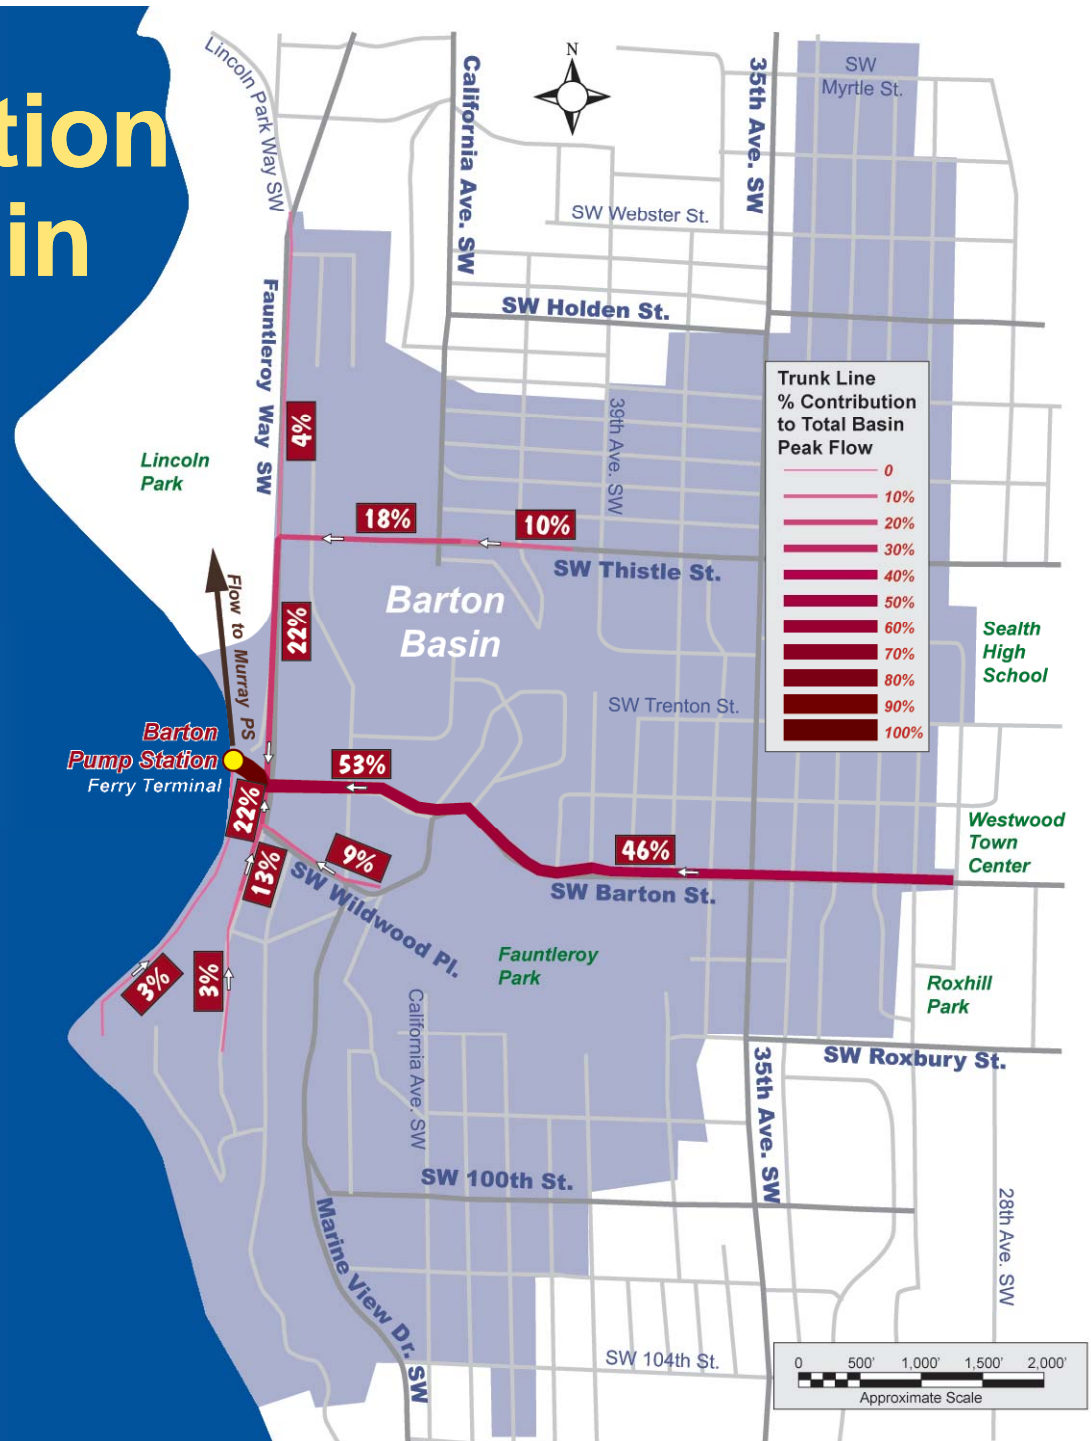 tion
in
N
Lincoln Park Way SW
California Ave. SW
35th Ave. SW
SW
Myrtle St.
SW Webster St.
SW Holden St.
Fauntleroy Way SW
Trunk Line
% Contribution
to Total Basin
Peak Flow
0
10%
20%
30%
40%
50%
60%
70%
80%
90%
100%
39th Ave. SW
4%
Lincoln
Park
18%
10%
SW Thistle St.
Flow to Murray PS
22%
Barton
Basin
Sealth
High
School
SW Trenton St.
Barton
Pump Station
Ferry Terminal
53%
22%
46%
Westwood
Town
Center
13%
9%
SW Wildwood Pl.
SW Barton St.
3%
3%
Fauntleroy
Park
Roxhill
Park
California Ave. SW
35th Ave. SW
SW Roxbury St.
SW 100th St.
Marine View Dr. SW
28th Ave. SW
SW 104th St.
0 500' 1,000' 1,500' 2,000'
Approximate Scale